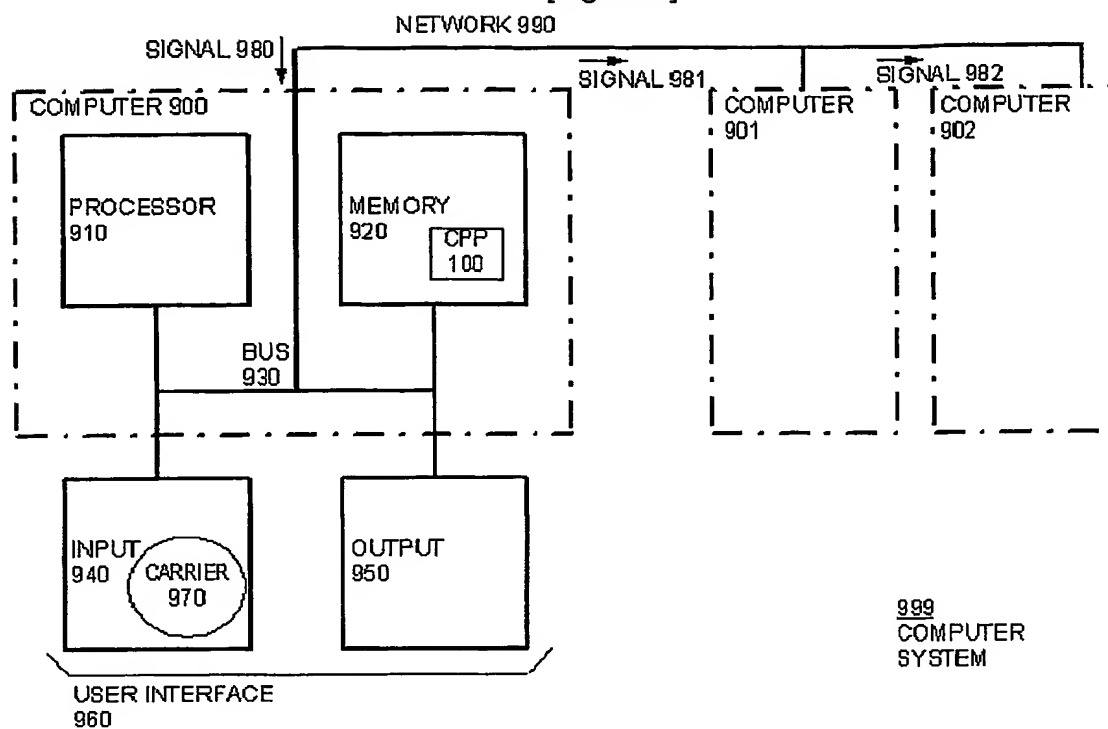 NETWORK 990
SIGNAL 980
SIGNAL 981
SIGNAL 982
COMPUTER 900
COMPUTER
901
COMPUTER
902
PROCESSOR
910
MEMORY
920
CPP
100
BUS
930
INPUT
940
CARRIER
970
OUTPUT
950
999
COMPUTER
SYSTEM
USER INTERFACE
960